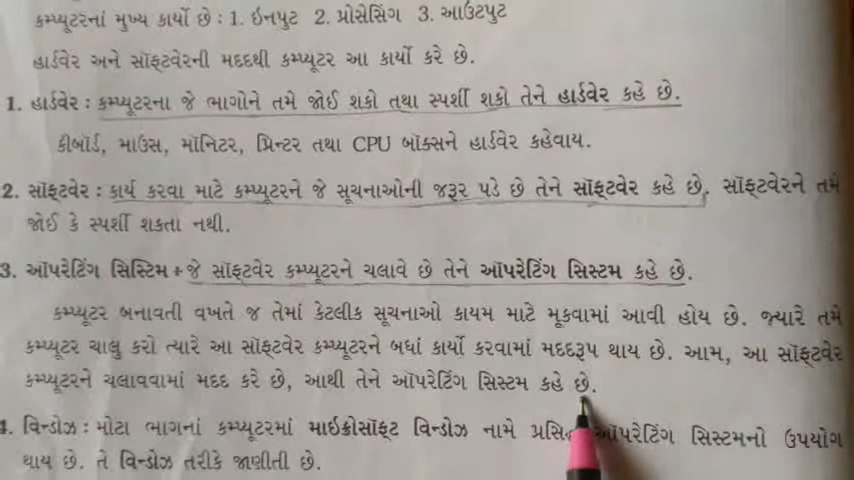 કમ્પ્યૂટરનાં મુખ્ય કાર્યો છે : 1. ઇનપુટ 2. પ્રોસેસિંગ 3. આઉટપુટ
હાર્ડવેર અને સૉફ્ટવેરની મદદથી કમ્પ્યૂટર આ કાર્યો કરે છે.
1. હાર્ડવેર : કમ્પ્યૂટરના જે ભાગોને તમે જોઈ શકો તથા સ્પર્શી શકો તેને હાર્ડવેર કહે છે.
કીબૉર્ડ, માઉસ, મૉનિટર, પ્રિન્ટર તથા CPU બૉક્સને હાર્ડવેર કહેવાય.
2. સૉફ્ટવેર : કાર્ય કરવા માટે કમ્પ્યૂટરને જે સૂચનાઓની જરૂર પડે છે તેને સૉફ્ટવેર કહે છે. સૉફ્ટવેરને તમે
જોઈ કે સ્પર્શી શકતા નથી.
3. ઑપરેટિંગ સિસ્ટિમ : જે સૉફ્ટવેર કમ્પ્યૂટરને ચલાવે છે તેને ઑપરેટિંગ સિસ્ટમ કહે છે.
કમ્પ્યૂટર બનાવતી વખતે જ તેમાં કેટલીક સૂચનાઓ કાયમ માટે મૂકવામાં આવી હોય છે. જ્યારે તમે
કમ્પ્યૂટર ચાલુ કરો ત્યારે આ સૉફ્ટવેર કમ્પ્યૂટરને બધાં કાર્યો કરવામાં મદદરૂપ થાય છે. આમ, આ સૉફ્ટવેર
કમ્પ્યૂટરને ચલાવવામાં મદદ કરે છે, આથી તેને ઑપરેટિંગ સિસ્ટમ કહે છે.
4. વિન્ડોઝ : મોટા ભાગનાં કમ્પ્યૂટરમાં માઇક્રોસૉફ્ટ વિન્ડોઝ નામે ઑપરેટિંગ સિસ્ટમનો ઉપયોગ
થાય છે. તે વિન્ડોઝ તરીકે જાણીતી છે.